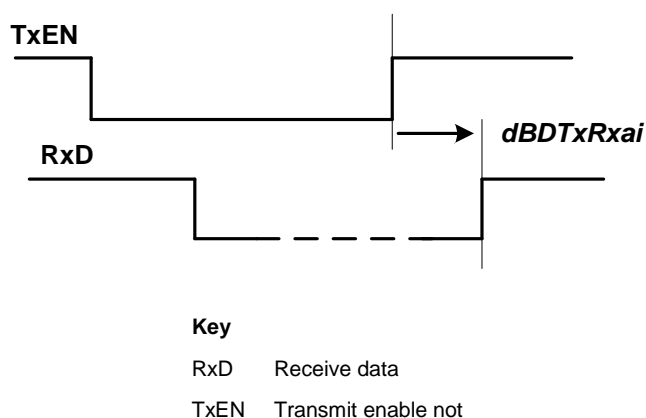 TxEN
dBDTxRxai
RxD
Key
RxD Receive data
TxEN Transmit enable not